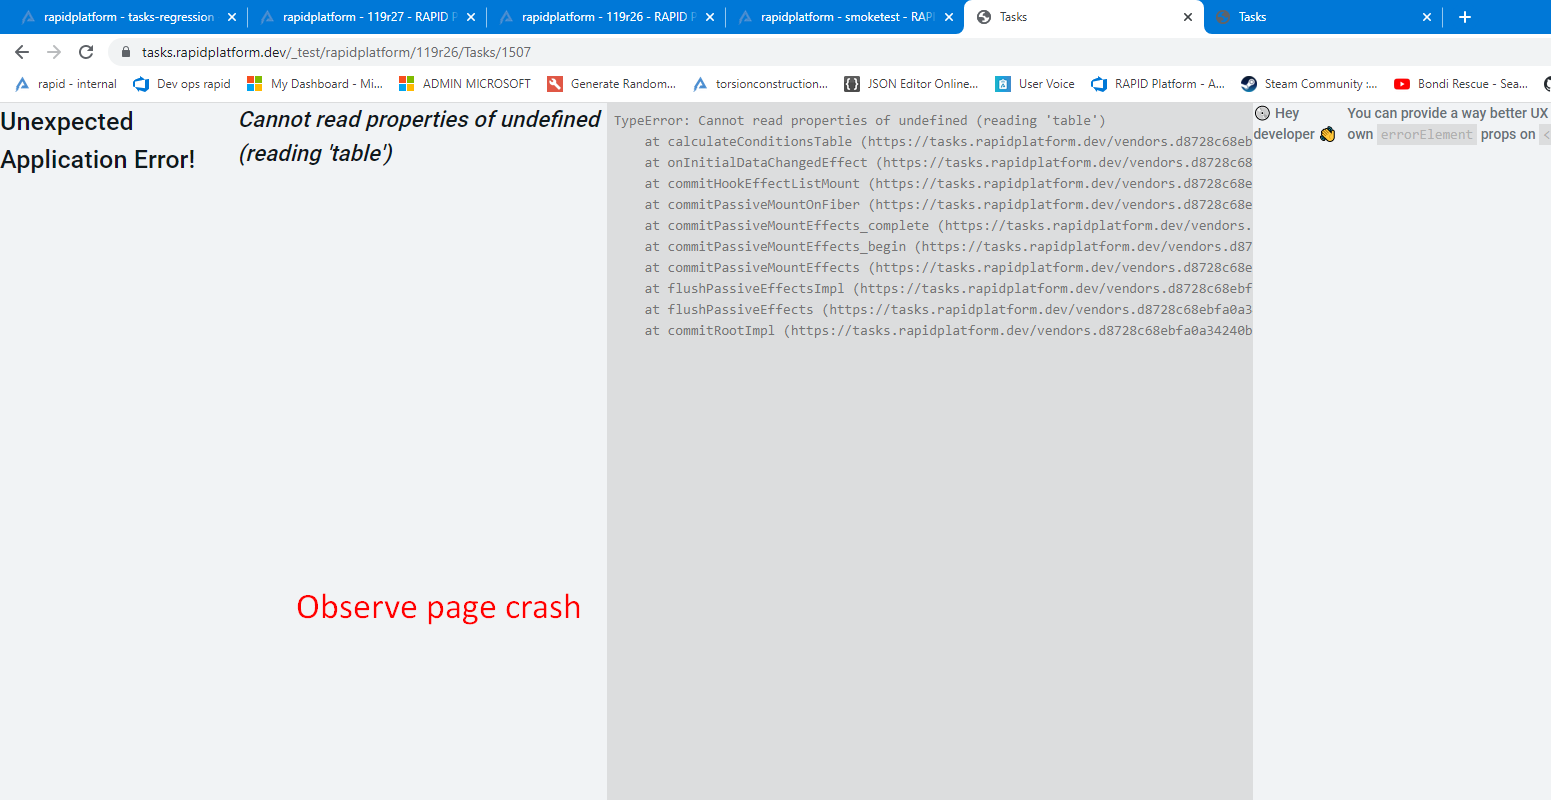 rapidplatform - tasks-regression
rapidplatform - 119r27 - RAPID P
rapidplatform - 119r26 - RAPID P
rapidplatform - smoketest - RAPI
Tasks
Tasks
tasks.rapidplatform.dev/_test/rapidplatform/119r26/Tasks/1507
rapid - internal
Dev ops rapid
My Dashboard - Mi...
ADMIN MICROSOFT
Generate Random...
torsionconstruction...
JSON Editor Online...
User Voice
RAPID Platform - A...
Steam Community :...
Bondi Rescue - Sea...
Unexpected
Application Error!
Cannot read properties of undefined
(reading 'table')
TypeError: Cannot read properties of undefined (reading 'table')
at calculateConditionsTable (https://tasks.rapidplatform.dev/vendors.d8728c68eb
at onInitialDataChangedEffect (https://tasks.rapidplatform.dev/vendors.d8728c68
at commitHookEffectListMount (https://tasks.rapidplatform.dev/vendors.d8728c68e
at commitPassiveMountOnFiber (https://tasks.rapidplatform.dev/vendors.d8728c68e
at commitPassiveMountEffects_complete (https://tasks.rapidplatform.dev/vendors.
at commitPassiveMountEffects_begin (https://tasks.rapidplatform.dev/vendors.d87
at commitPassiveMountEffects (https://tasks.rapidplatform.dev/vendors.d8728c68e
at flushPassiveEffectsImpl (https://tasks.rapidplatform.dev/vendors.d8728c68ebf
at flushPassiveEffects (https://tasks.rapidplatform.dev/vendors.d8728c68ebfa0a3
at commitRootImpl (https://tasks.rapidplatform.dev/vendors.d8728c68ebfa0a34240b
💿 Hey
developer 👋
You can provide a way better UX
own errorElement props on <
Observe page crash